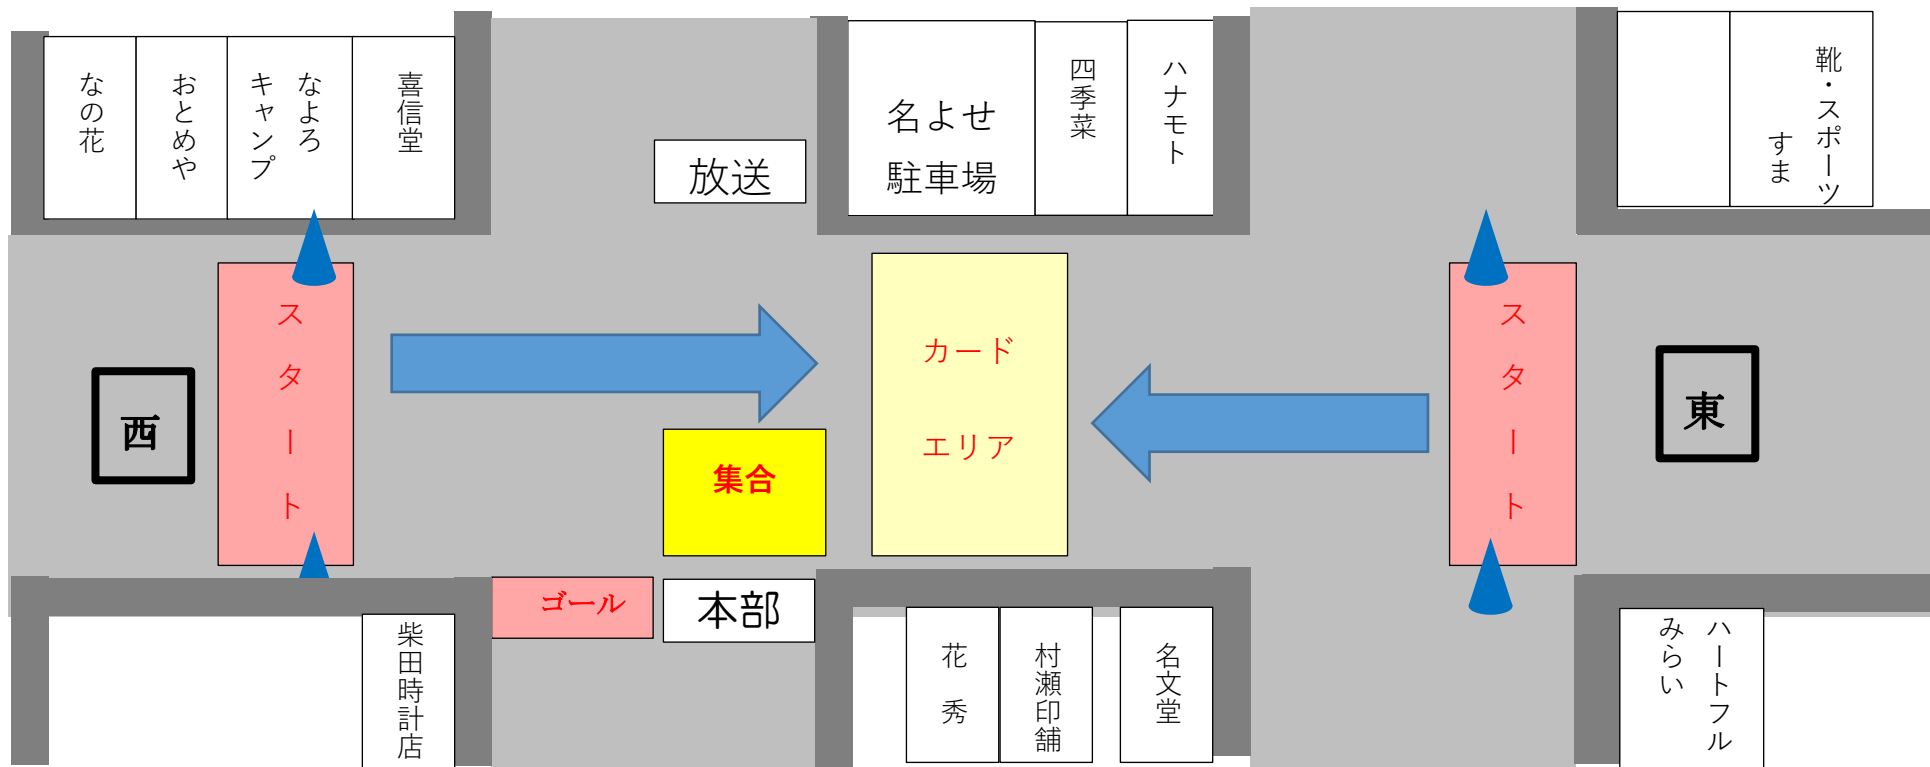 なの花
おとめや
なよろ
キャンプ
喜信堂
放送
名よせ
駐車場
四季菜
ハナモト
靴・スポーツ
すま
西
スタート
カード
エリア
集合
スタート
東
ゴール
本部
柴田時計店
花 秀
村瀬印舗
名文堂
ハートフル
みらい